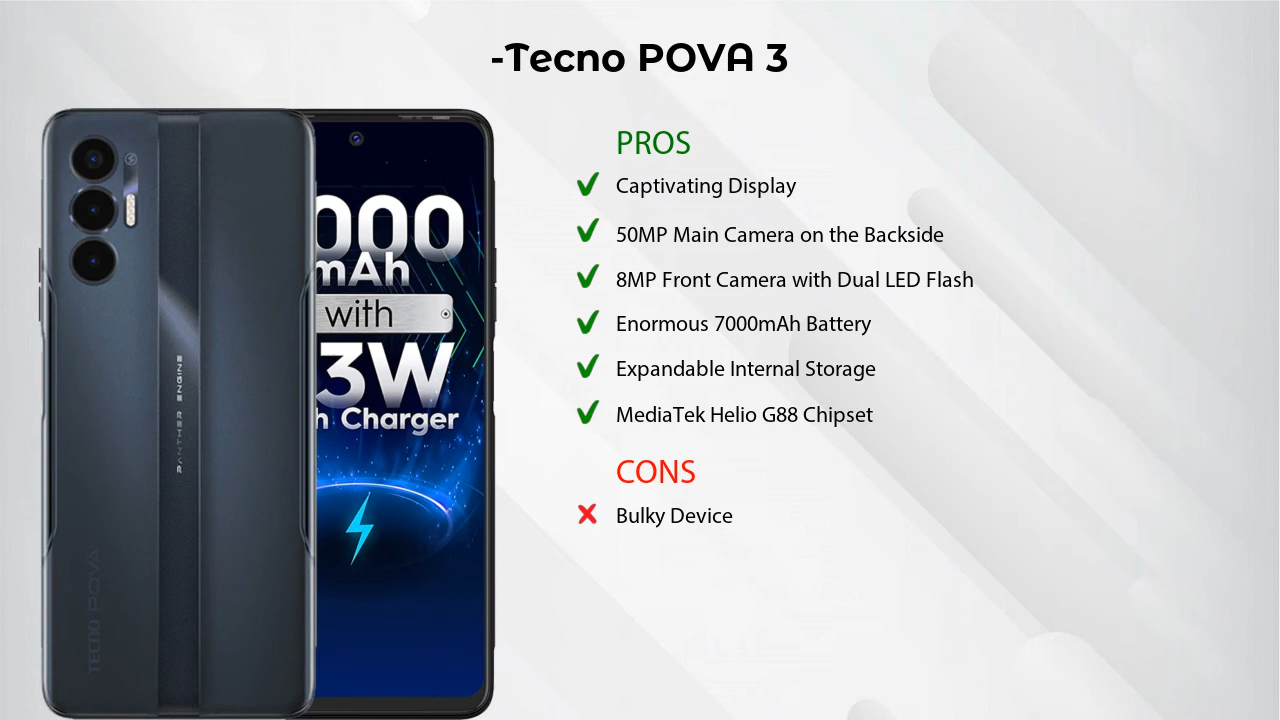 -Tecno POVA 3
PROS
Captivating Display
50MP Main Camera on the Backside
8MP Front Camera with Dual LED Flash
Enormous 7000mAh Battery
Expandable Internal Storage
MediaTek Helio G88 Chipset
CONS
Bulky Device
000
mAh
with
3W
h Charger
PANTHER ENGINE
TECNO POVA